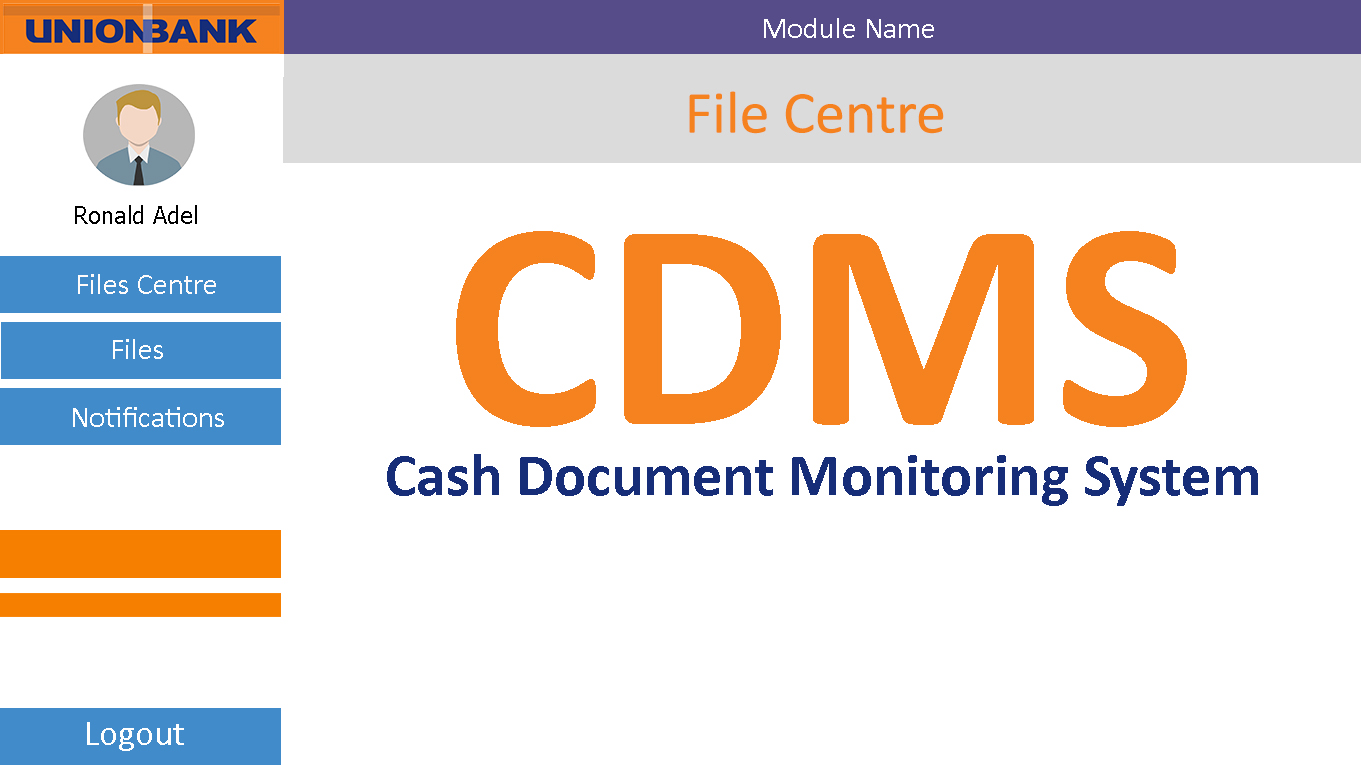 UNIONBANK
Module Name
File Centre
Ronald Adel
Files Centre
Files
Notifications
CDMS
Cash Document Monitoring System
Logout